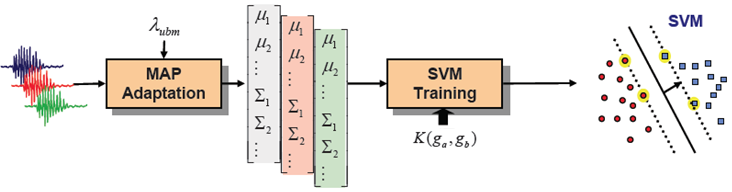 λubm
MAP
Adaptation
μ1
μ2
⋮
Σ1
Σ2
⋮
μ1
μ2
⋮
Σ1
Σ2
⋮
μ1
μ2
⋮
Σ1
Σ2
⋮
SVM
Training
K(ga,gb)
SVM